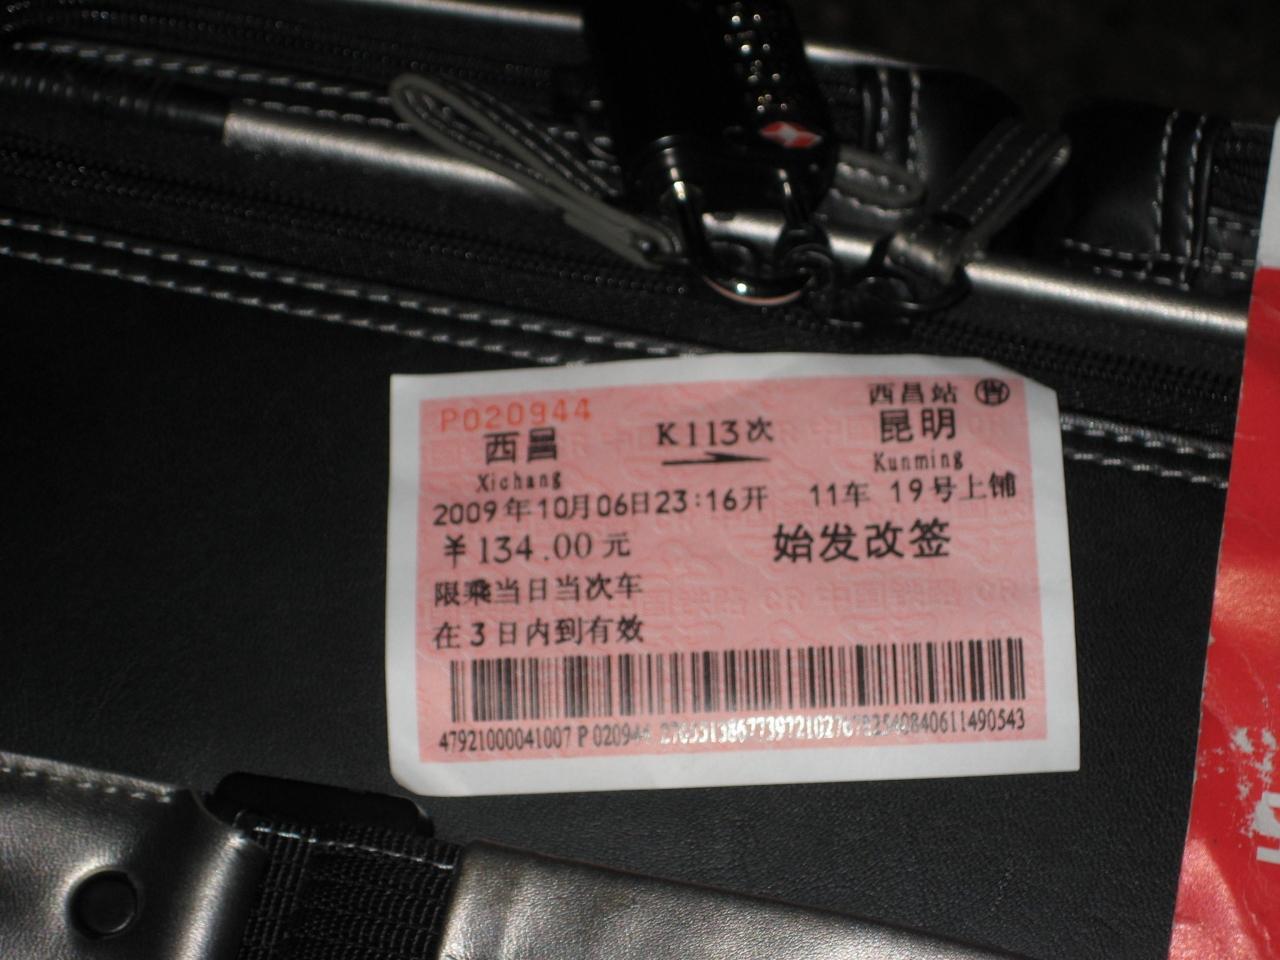 P020944
西昌站 售
西昌 K113次 昆明
Xichang Kunming
2009年10月06日23:16开 11车 19号上铺
¥134.00元 始发改签
限乘当日当次车
在3日内到有效
47921000041007 P 020944